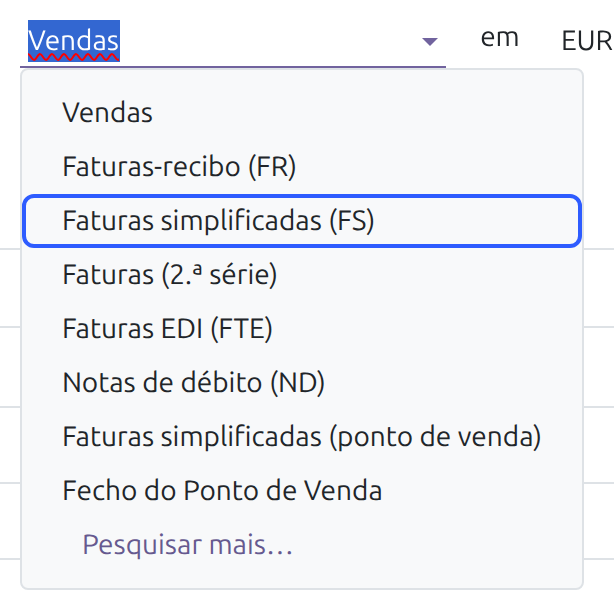 Vendas em EUR
Vendas
Faturas-recibo (FR)
Faturas simplificadas (FS)
Faturas (2.ª série)
Faturas EDI (FTE)
Notas de débito (ND)
Faturas simplificadas (ponto de venda)
Fecho do Ponto de Venda
Pesquisar mais...